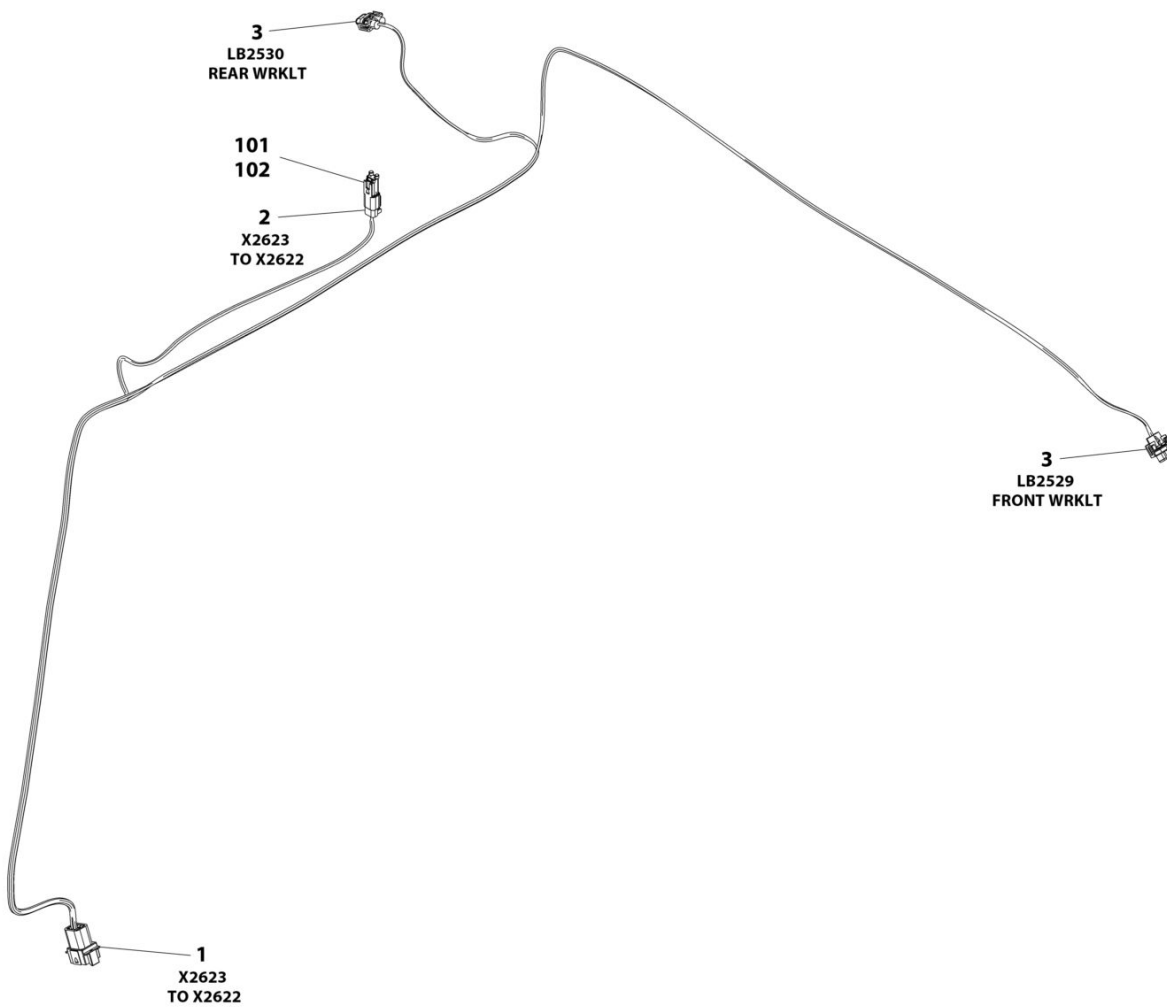 3
LB2530
REAR WRKLT
101
102
2
X2623
TO X2622
3
LB2529
FRONT WRKLT
1
X2623
TO X2622